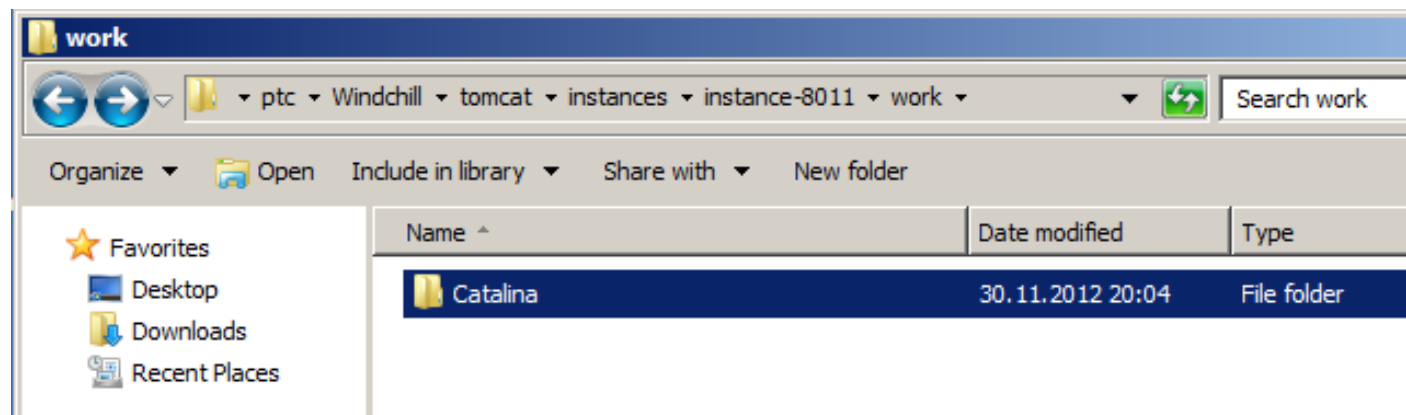 work
ptc Windchill tomcat instances instance-8011 work Search work
Organize Open Include in library Share with New folder
Favorites
Desktop
Downloads
Recent Places
Name Date modified Type
Catalina 30.11.2012 20:04 File folder